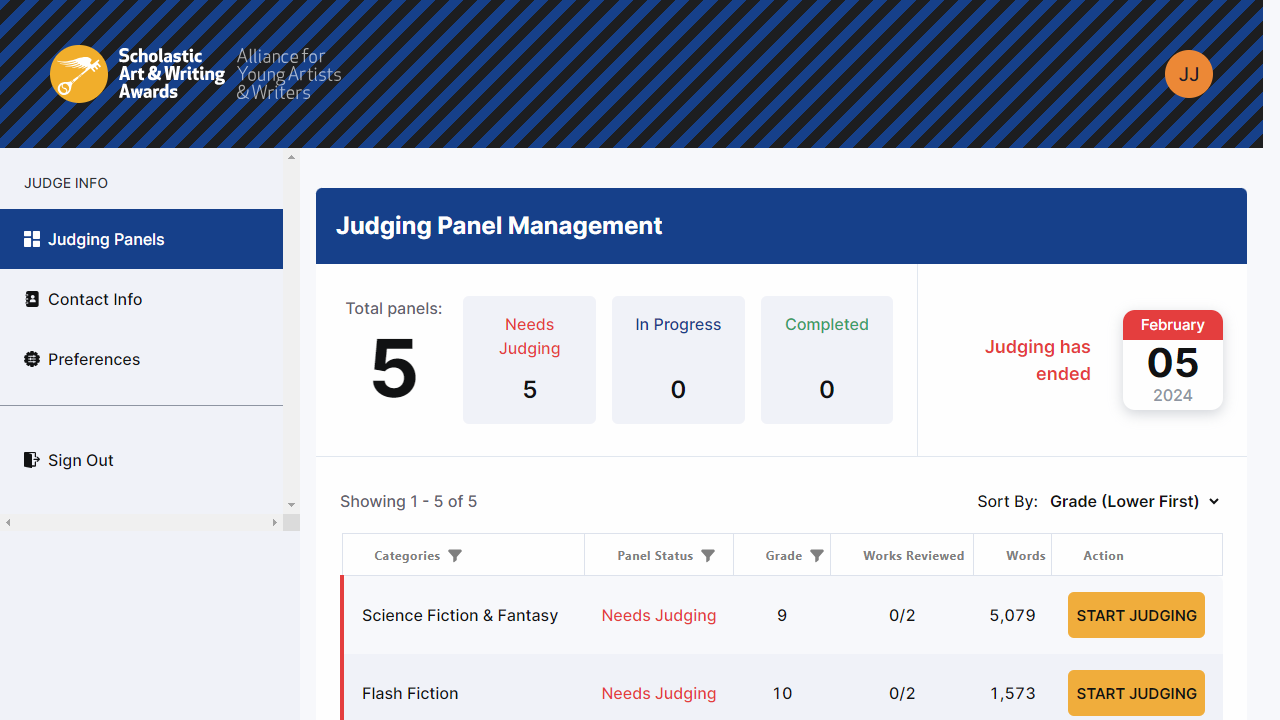 Scholastic
Art & Writing
Awards
Alliance for
Young Artists
& Writers
JJ
JUDGE INFO
Judging Panels
Contact Info
Preferences
Sign Out
Judging Panel Management
Total panels:
5
Needs
Judging
5
In Progress
0
Completed
0
Judging has
ended
February
05
2024
Showing 1 - 5 of 5
Sort By: Grade (Lower First)
Categories Panel Status Grade Works Reviewed Words Action
Science Fiction & Fantasy Needs Judging 9 0/2 5,079 START JUDGING
Flash Fiction Needs Judging 10 0/2 1,573 START JUDGING